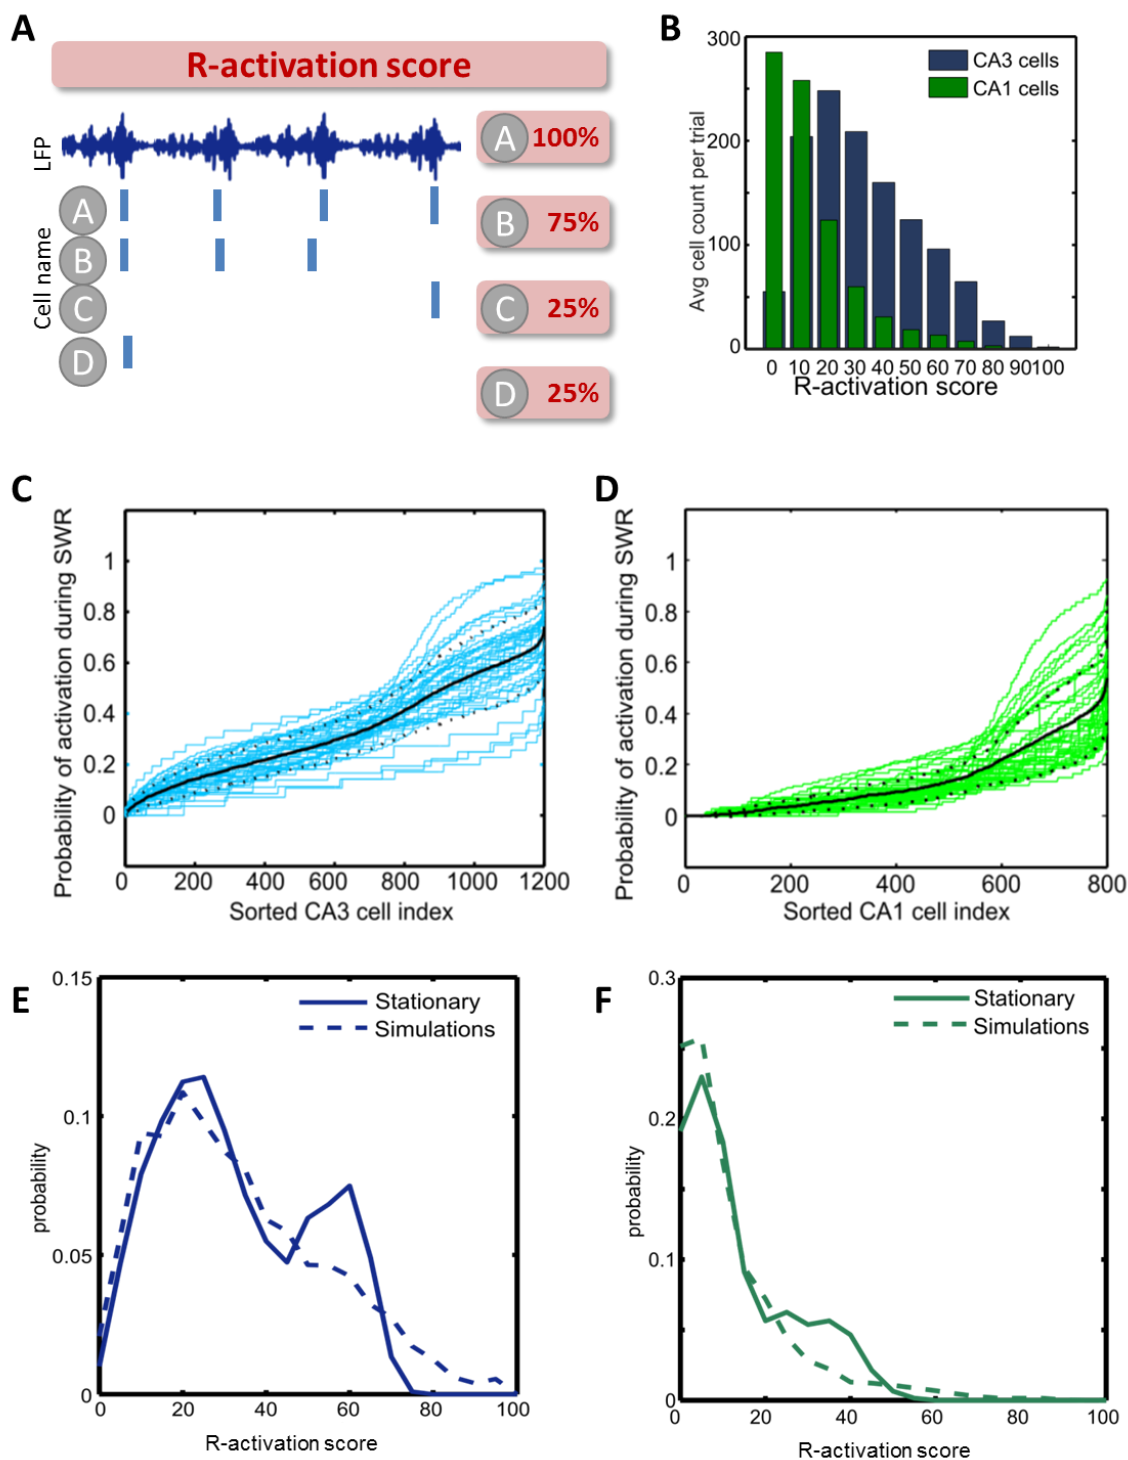 A
R-activation score
LFP
Cell name
A
B
C
D
A 100%
B 75%
C 25%
D 25%
B
300
200
100
0
Avg cell count per trial
CA3 cells
CA1 cells
0 10 20 30 40 50 60 70 80 90 100
R-activation score
C
Probability of activation during SWR
1
0.8
0.6
0.4
0.2
0
0 200 400 600 800 1000 1200
Sorted CA3 cell index
D
Probability of activation during SWR
1
0.8
0.6
0.4
0.2
0
0 200 400 600 800
Sorted CA1 cell index
E
0.15
0.1
0.05
0
probability
Stationary
Simulations
0 20 40 60 80 100
R-activation score
F
0.3
0.2
0.1
0
probability
Stationary
Simulations
0 20 40 60 80 100
R-activation score